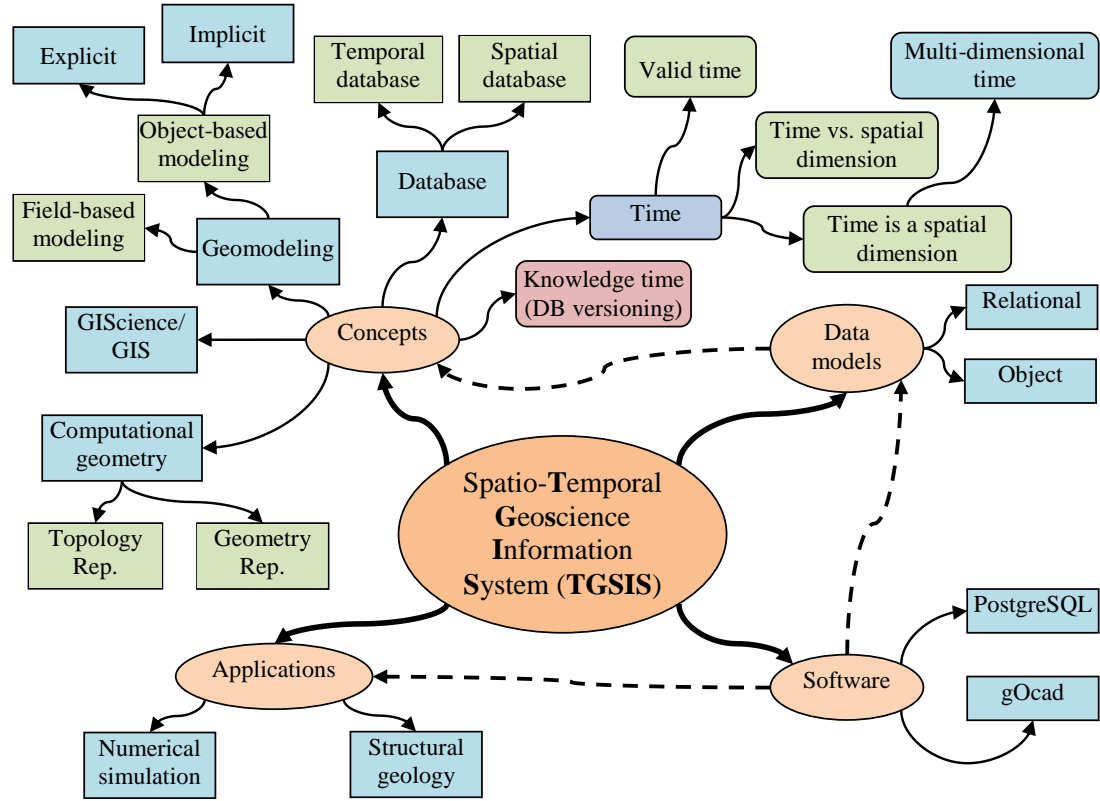 Implicit
Explicit
Temporal
database
Spatial
database
Valid time
Multi-dimensional
time
Object-based
modeling
Time vs. spatial
dimension
Database
Field-based
modeling
Geomodeling
Time
Time is a spatial
dimension
Knowledge time
(DB versioning)
GIScience/
GIS
Concepts
Data
models
Relational
Object
Computational
geometry
Topology
Rep.
Geometry
Rep.
Spatio-Temporal
Geoscience
Information
System (TGSIS)
Applications
Software
PostgreSQL
gOcad
Numerical
simulation
Structural
geology